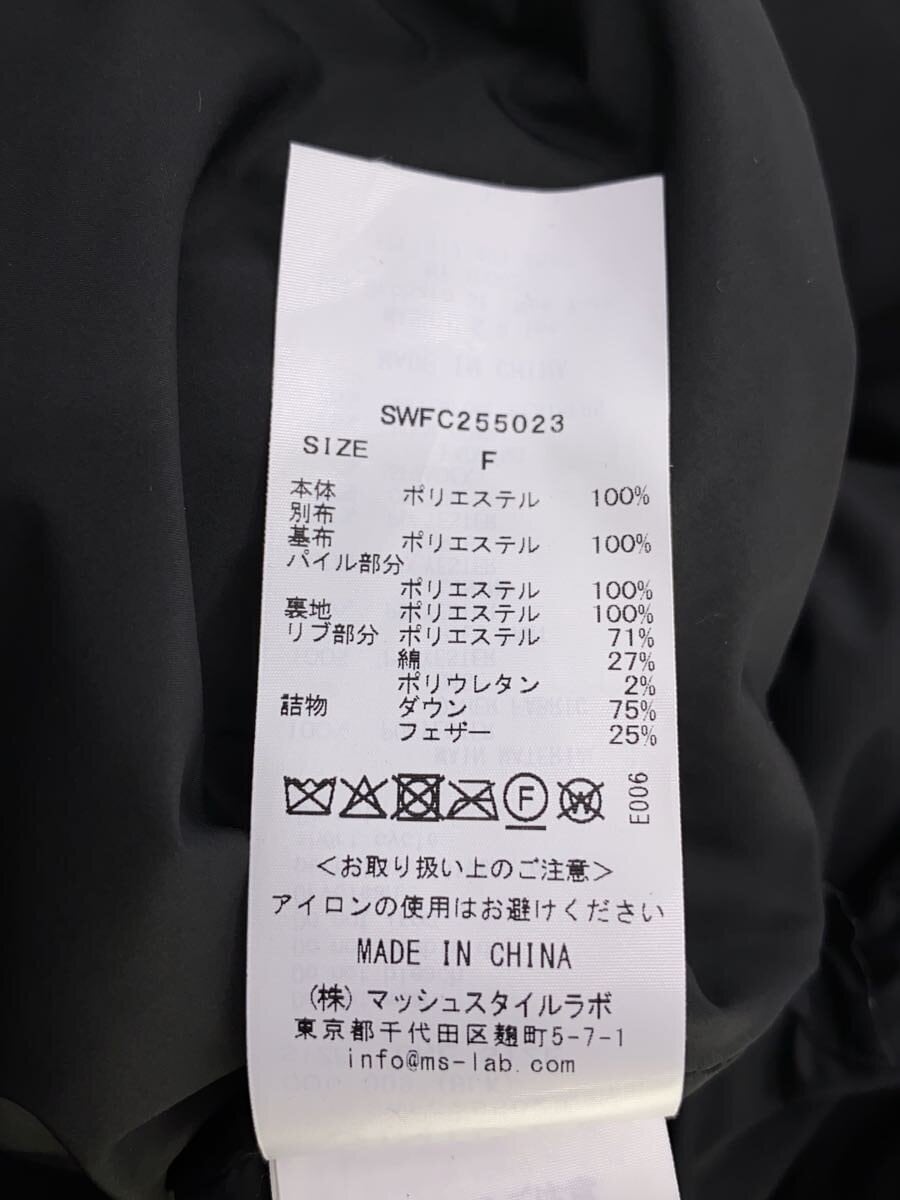 SWFC255023
SIZE F
本体 ポリエステル 100%
別布
基布 ポリエステル 100%
パイル部分
ポリエステル 100%
裏地 ポリエステル 100%
リブ部分 ポリエステル 71%
綿 27%
ポリウレタン 2%
詰物 ダウン 75%
フェザー 25%
F W
E006
<お取り扱い上のご注意>
アイロンの使用はお避けください
MADE IN CHINA
(株) マッシュスタイルラボ
東京都千代田区麹町5-7-1
info@ms-lab.com